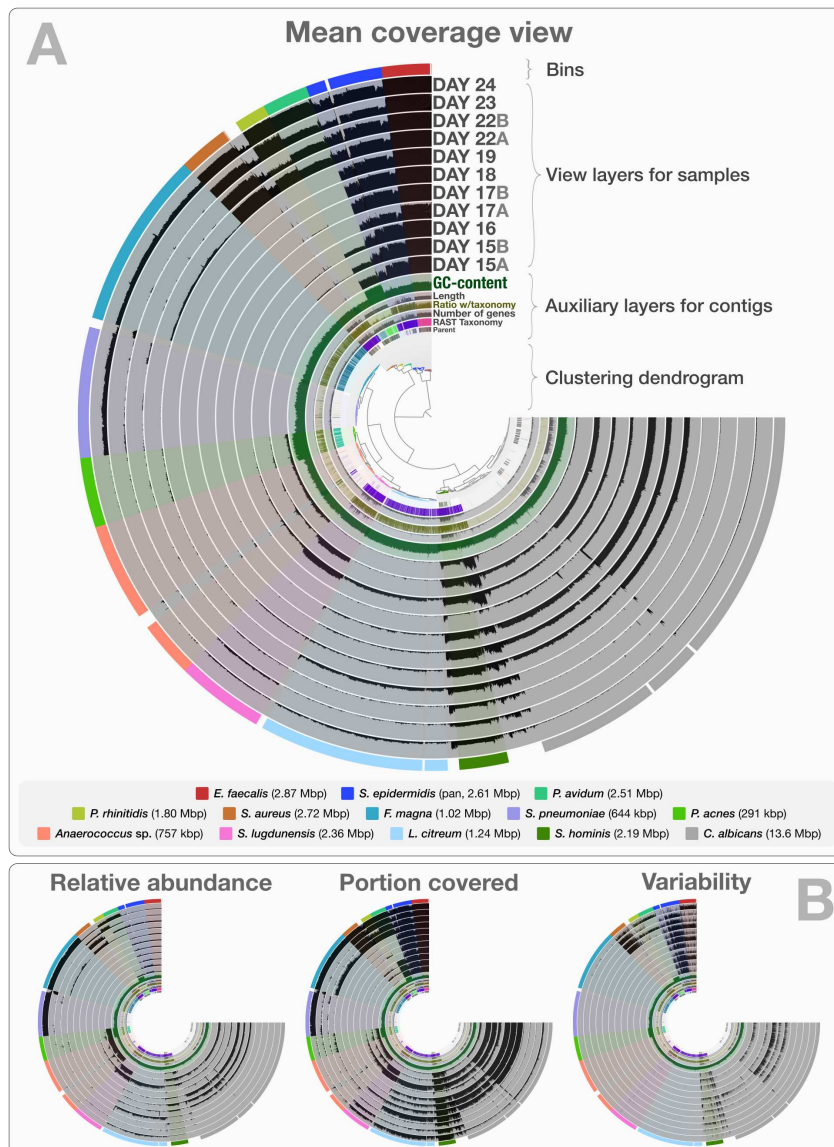 A
Mean coverage view
Bins
DAY 24
DAY 23
DAY 22B
DAY 22A
DAY 19
DAY 18
DAY 17B
DAY 17A
DAY 16
DAY 15B
DAY 15A
View layers for samples
GC-content
Length
Ratio w/taxonomy
Number of genes
RAST Taxonomy
Parent
Auxiliary layers for contigs
Clustering dendrogram
E. faecalis (2.87 Mbp) S. epidermidis (pan, 2.61 Mbp) P. avidum (2.51 Mbp)
P. rhinitidis (1.80 Mbp) S. aureus (2.72 Mbp) F. magna (1.02 Mbp) S. pneumoniae (644 kbp) P. acnes (291 kbp)
Anaerococcus sp. (757 kbp) S. lugdunensis (2.36 Mbp) L. citreum (1.24 Mbp) S. hominis (2.19 Mbp) C. albicans (13.6 Mbp)
Relative abundance Portion covered Variability B